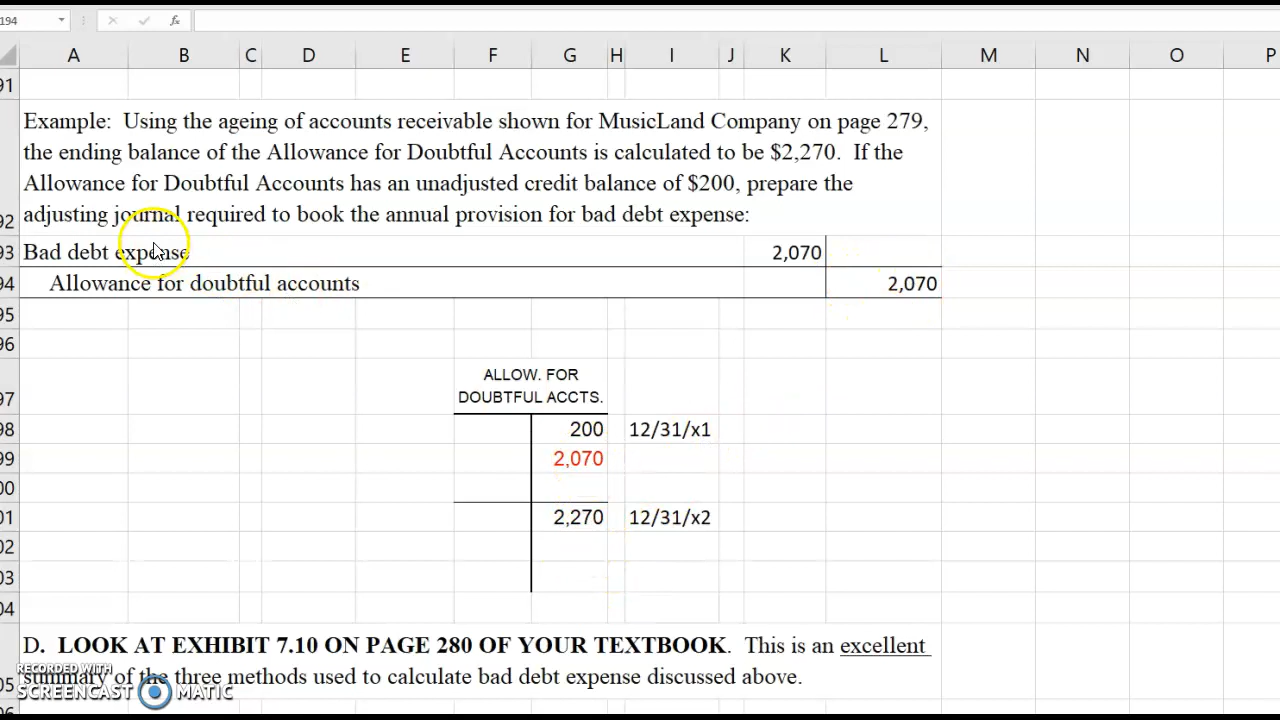 194
fx
A B C D E F G H I J K L M N O P
91
Example: Using the ageing of accounts receivable shown for MusicLand Company on page 279,
the ending balance of the Allowance for Doubtful Accounts is calculated to be $2,270. If the
Allowance for Doubtful Accounts has an unadjusted credit balance of $200, prepare the
92 adjusting journal required to book the annual provision for bad debt expense:
93 Bad debt expense 2,070
94 Allowance for doubtful accounts 2,070
95
96
ALLOW. FOR
97 DOUBTFUL ACCTS.
98 200 12/31/x1
99 2,070
00
01 2,270 12/31/x2
02
03
04
D. LOOK AT EXHIBIT 7.10 ON PAGE 280 OF YOUR TEXTBOOK. This is an excellent
RECORDED WITH
05 summary of the three methods used to calculate bad debt expense discussed above.
SCREENCAST MATIC